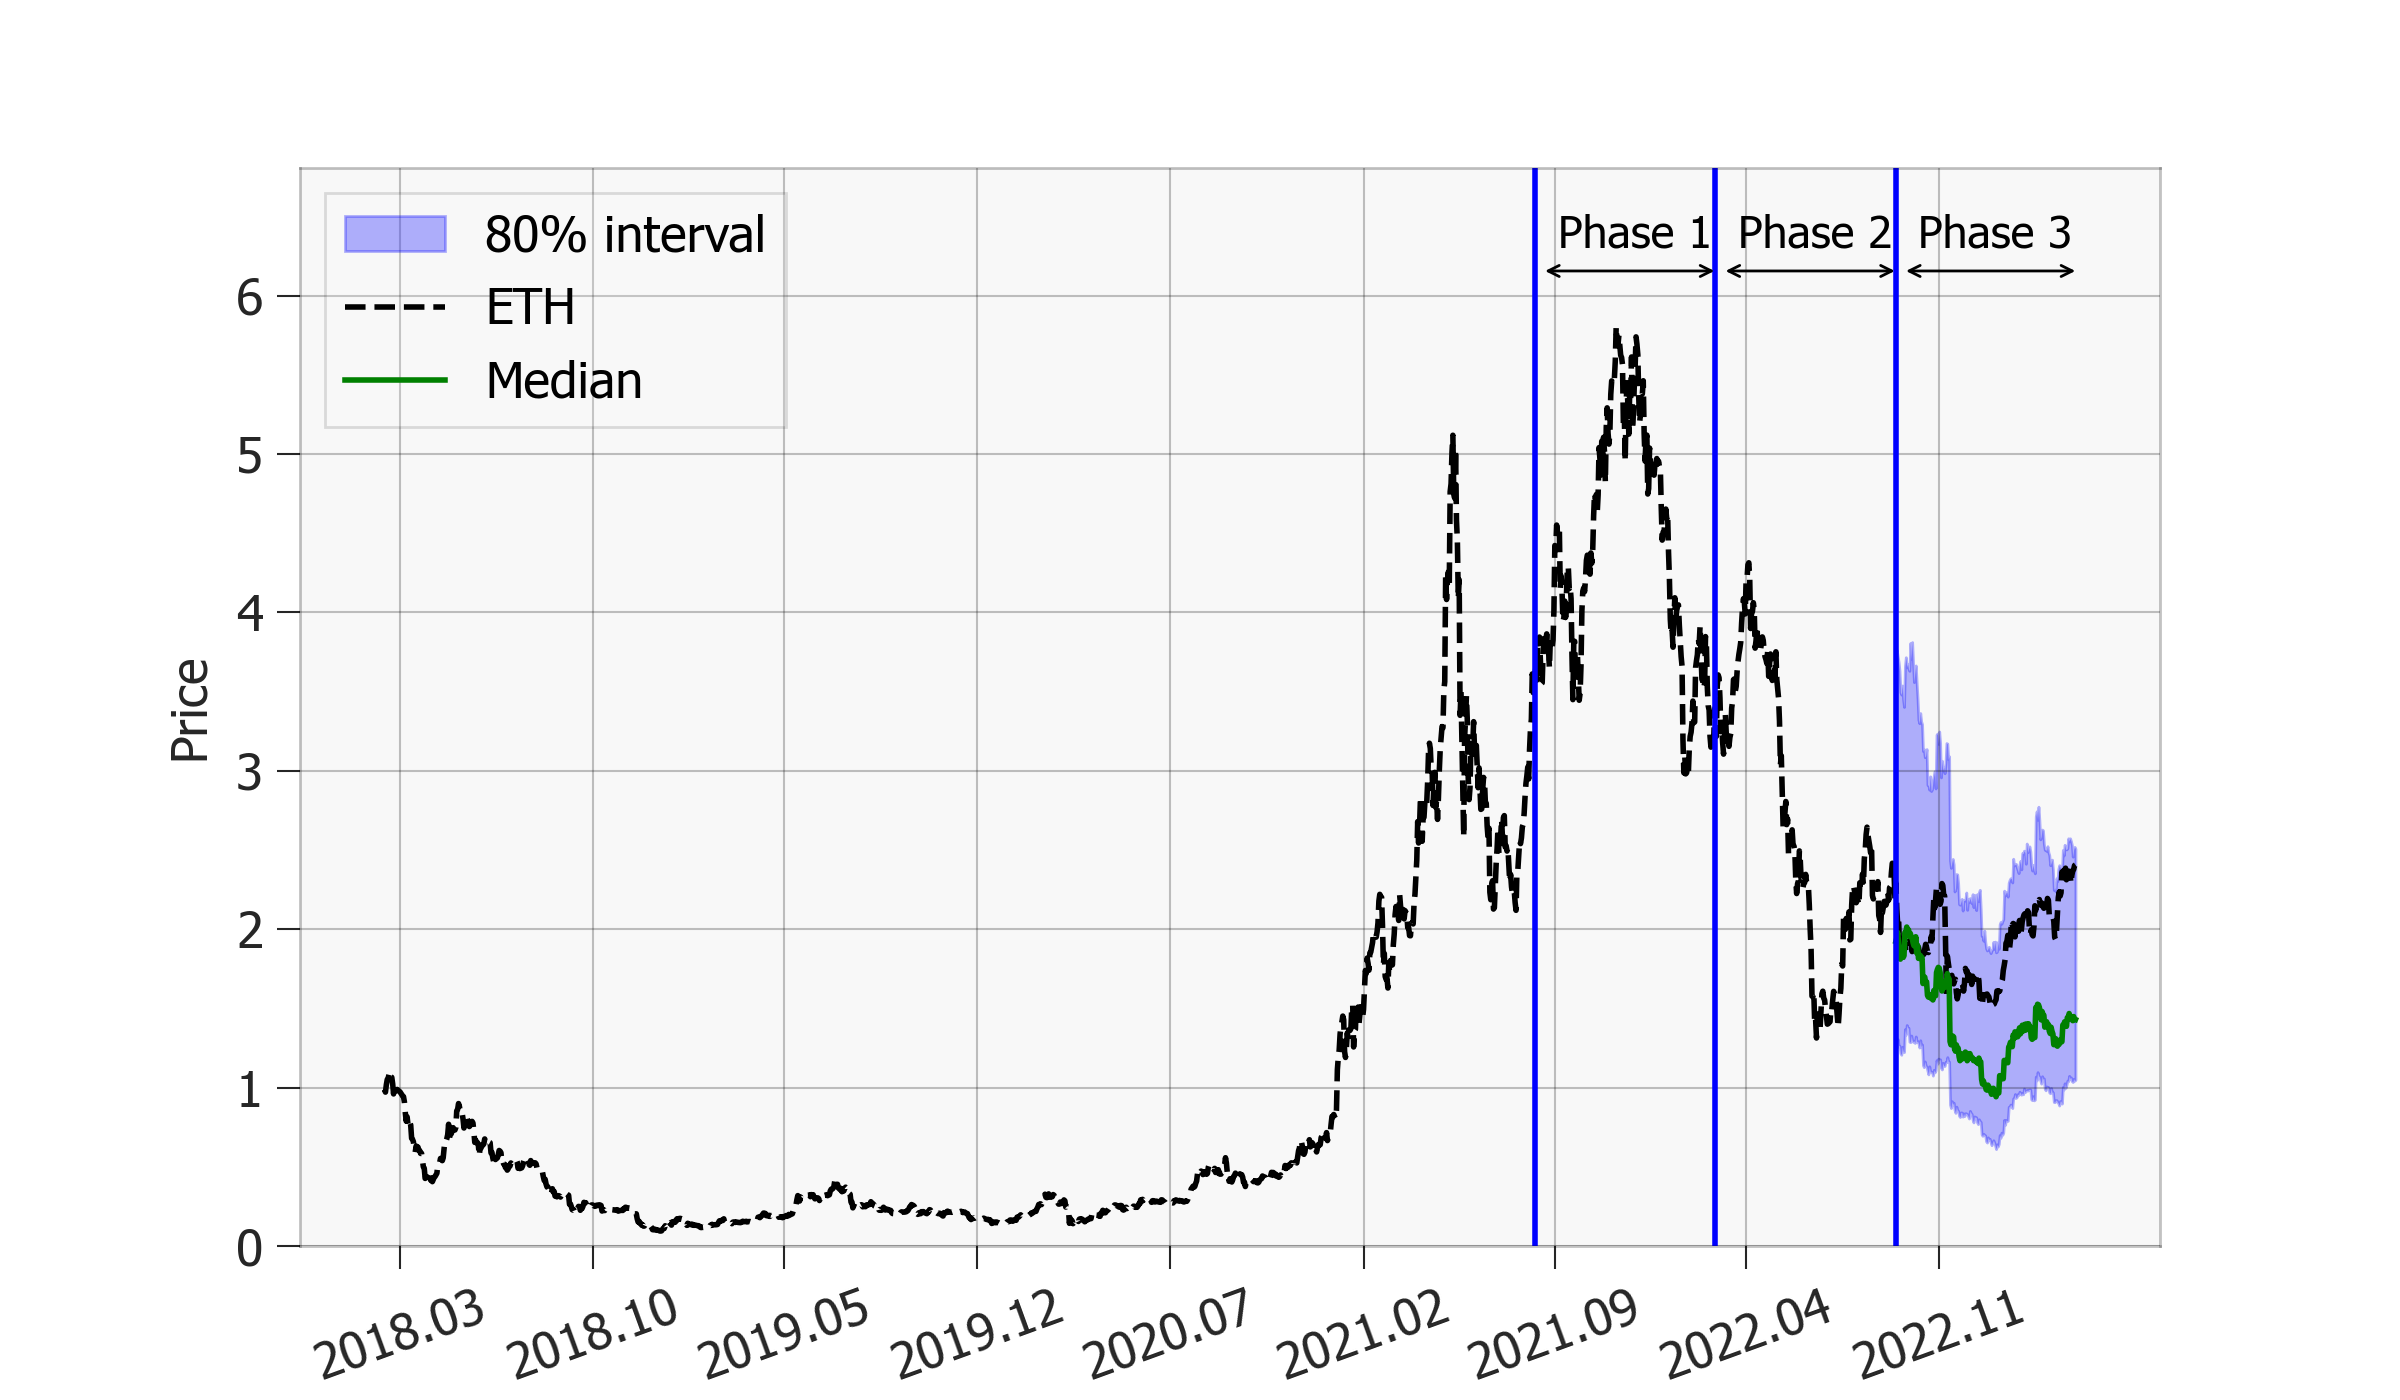 80% interval
ETH
Median
Phase 1
Phase 2
Phase 3
Price
6
5
4
3
2
1
0
2018.03
2018.10
2019.05
2019.12
2020.07
2021.02
2021.09
2022.04
2022.11